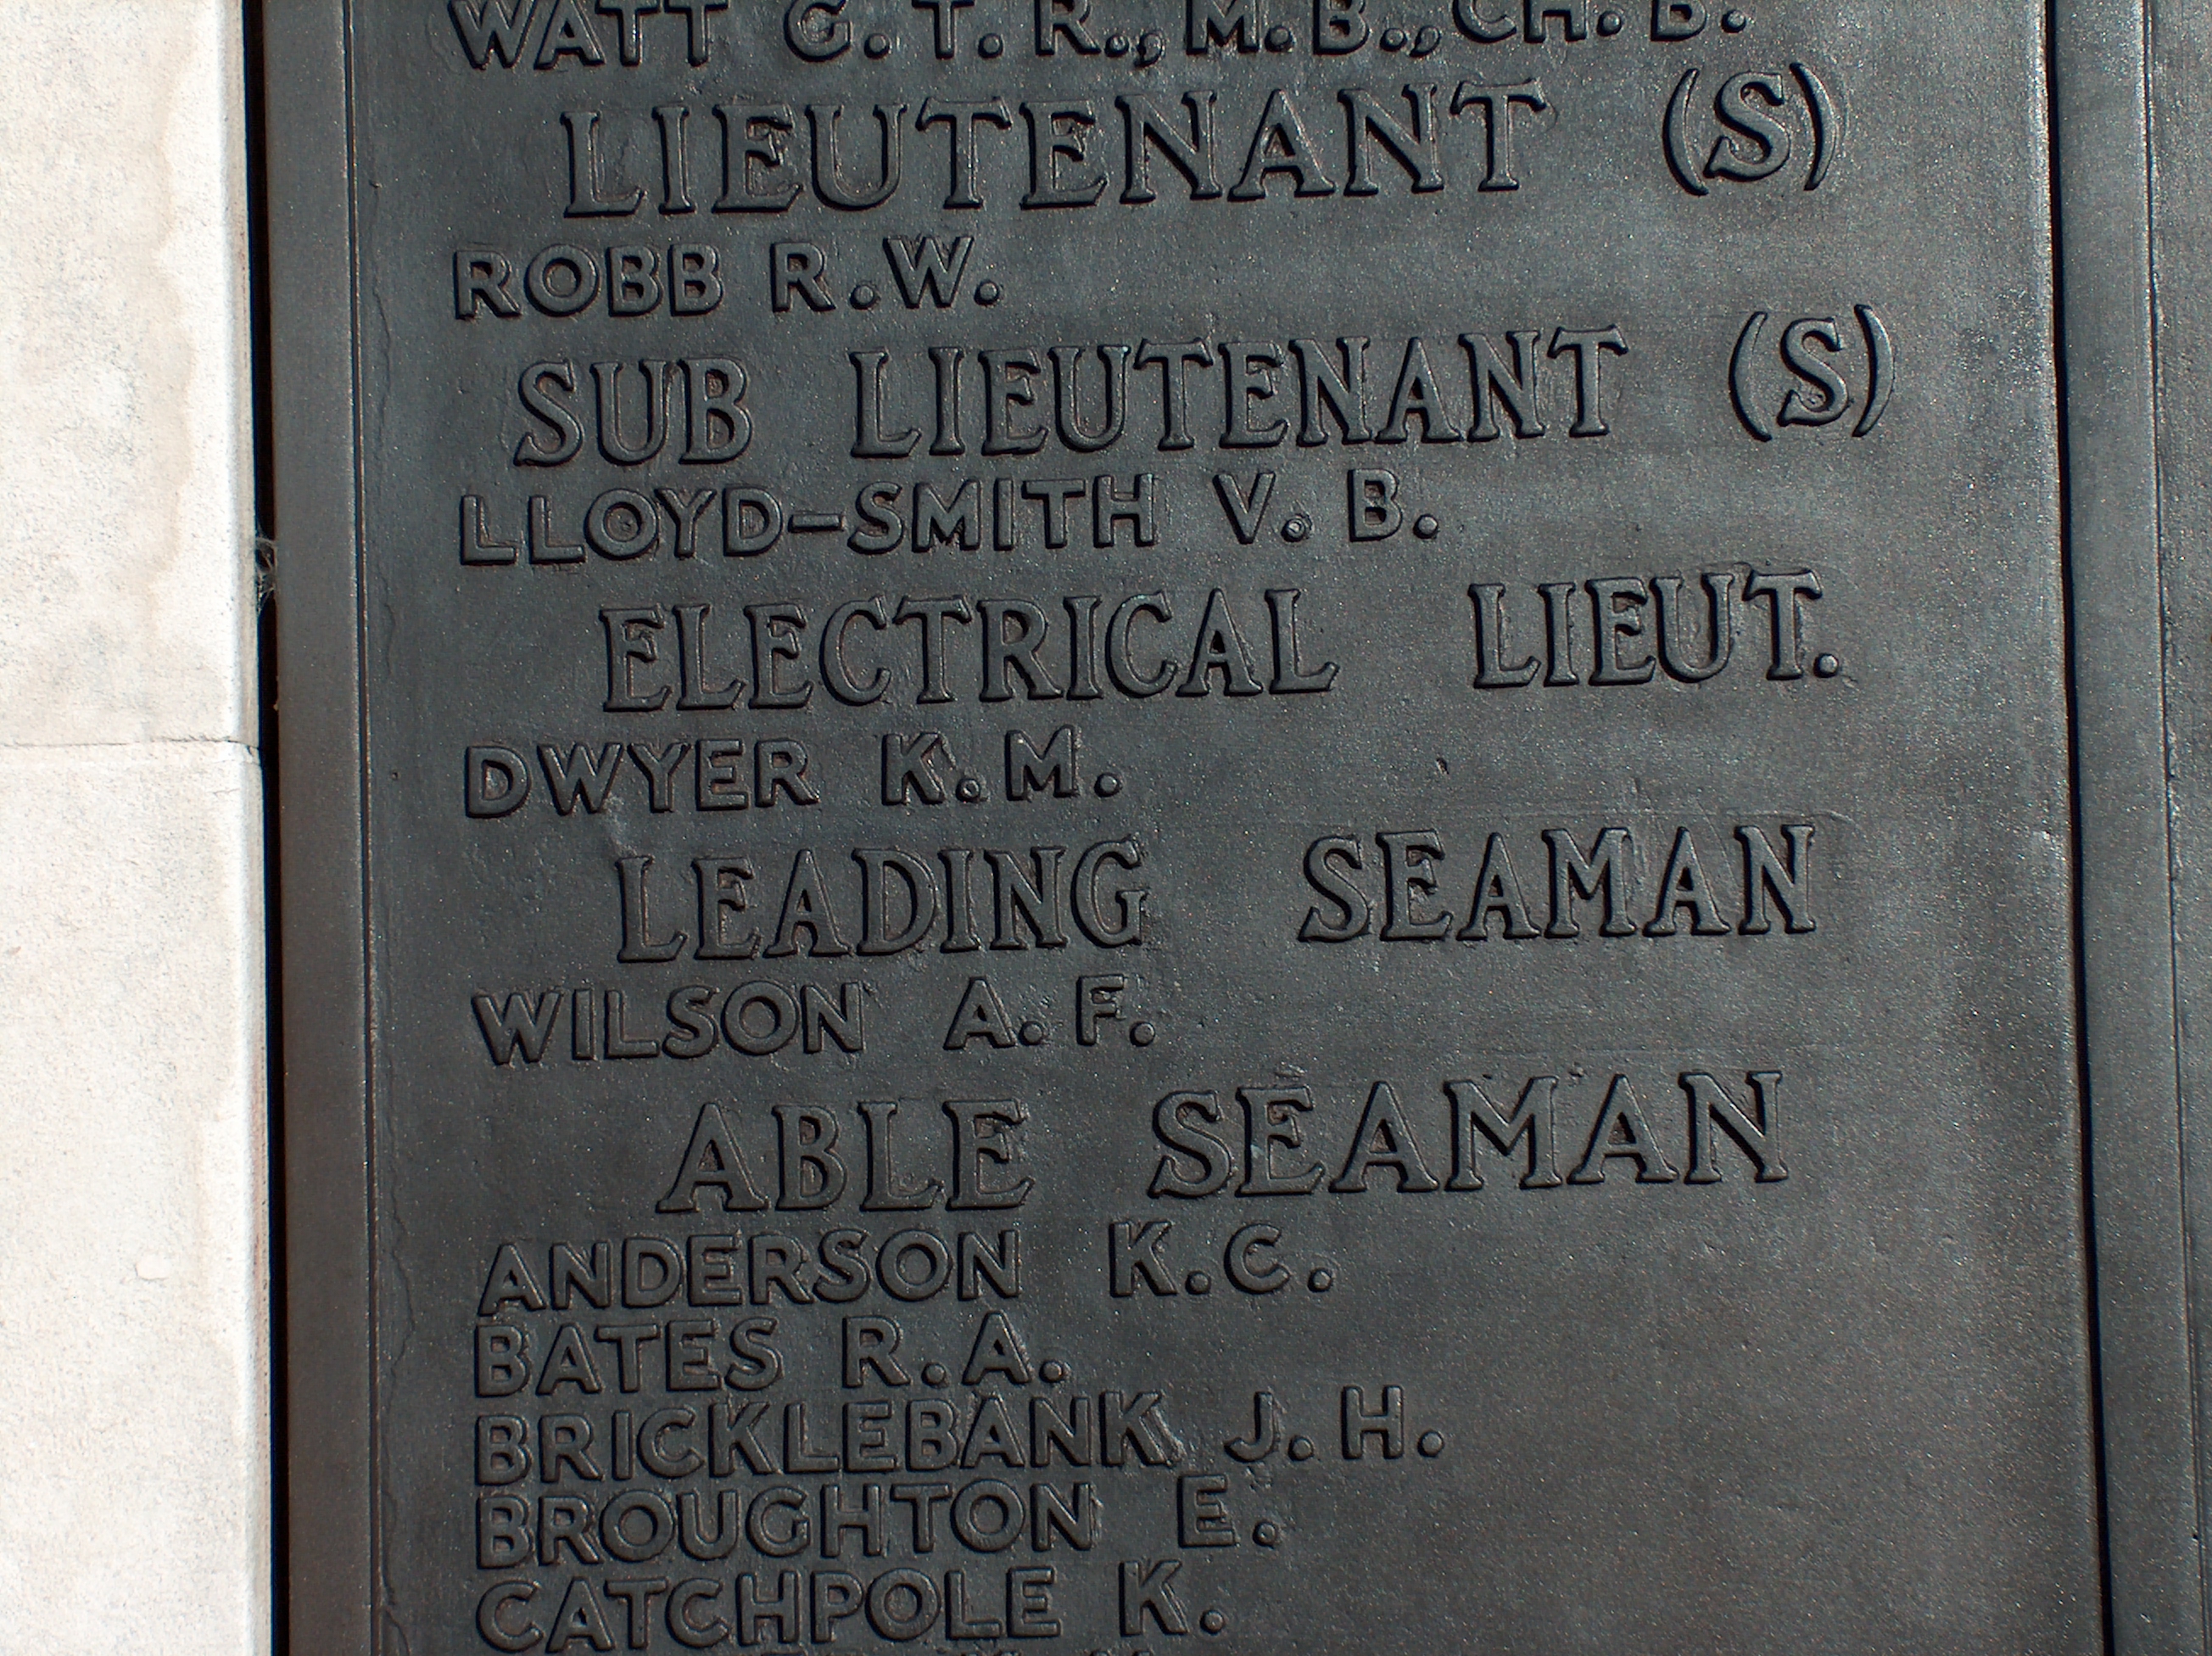 WATT G. T. R., M. B., CH. B.
LIEUTENANT (S)
ROBB R. W.
SUB LIEUTENANT (S)
LLOYD-SMITH V. B.
ELECTRICAL LIEUT.
DWYER K. M.
LEADING SEAMAN
WILSON A. F.
ABLE SEAMAN
ANDERSON K. C.
BATES R. A.
BRICKLEBANK J. H.
BROUGHTON E.
CATCHPOLE K.